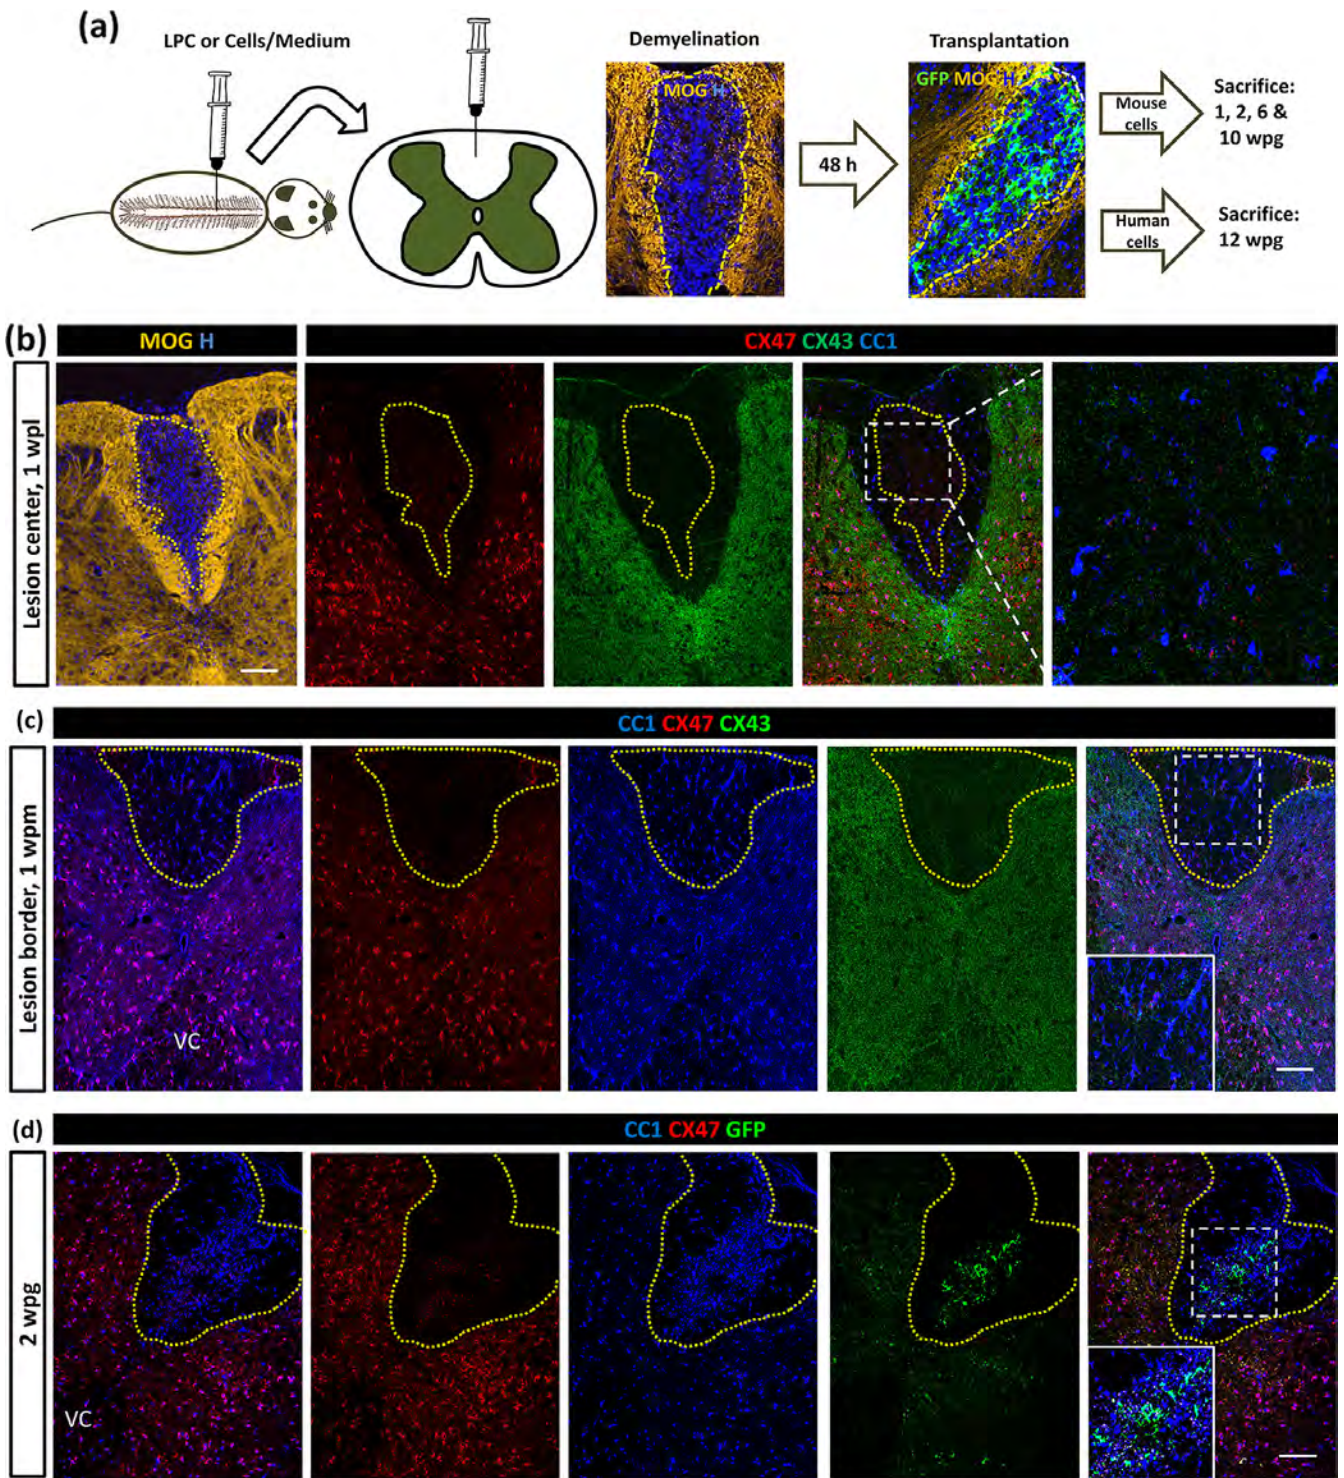 (a)
LPC or Cells/Medium
Demyelination
Transplantation
MOG H
GFP MOG H
48 h
Mouse
cells
Sacrifice:
1, 2, 6 &
10 wpg
Human
cells
Sacrifice:
12 wpg
(b)
MOG H
CX47 CX43 CC1
Lesion center, 1 wpl
(c)
CC1 CX47 CX43
Lesion border, 1 wpm
VC
(d)
CC1 CX47 GFP
2 wpg
VC